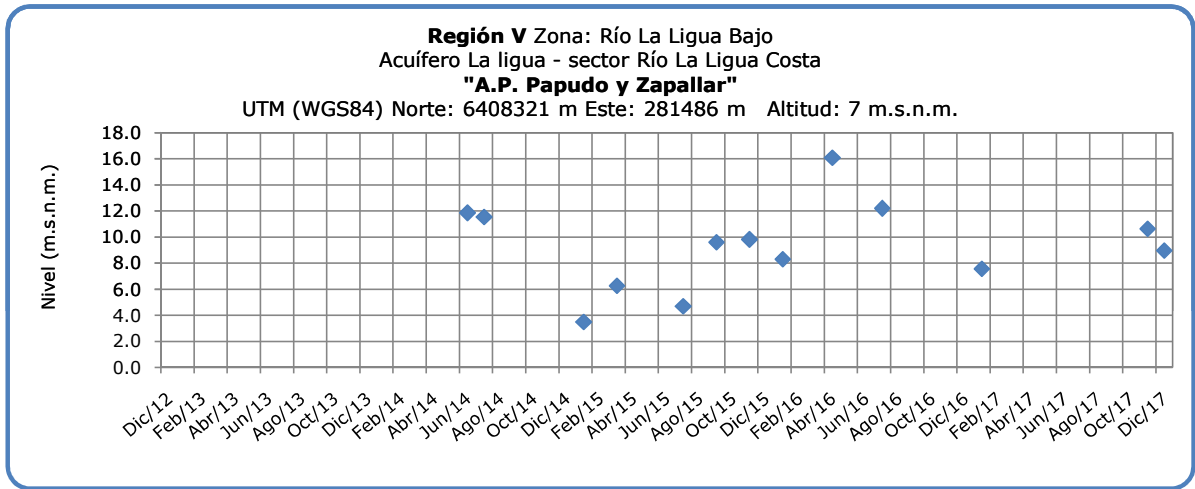 Región V Zona: Río La Ligua Bajo
Acuífero La ligua - sector Río La Ligua Costa
"A.P. Papudo y Zapallar"
UTM (WGS84) Norte: 6408321 m Este: 281486 m Altitud: 7 m.s.n.m.
Nivel (m.s.n.m.)
18.0
16.0
14.0
12.0
10.0
8.0
6.0
4.0
2.0
0.0
Dic/12
Feb/13
Abr/13
Jun/13
Ago/13
Oct/13
Dic/13
Feb/14
Abr/14
Jun/14
Ago/14
Oct/14
Dic/14
Feb/15
Abr/15
Jun/15
Ago/15
Oct/15
Dic/15
Feb/16
Abr/16
Jun/16
Ago/16
Oct/16
Dic/16
Feb/17
Abr/17
Jun/17
Ago/17
Oct/17
Dic/17